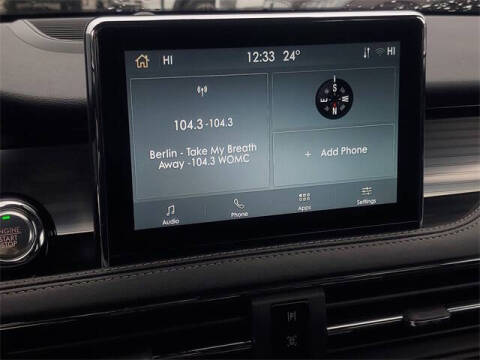 HI 12:33 24° HI
104.3 -104.3
Berlin - Take My Breath
Away -104.3 WOMC
S
E W
N
+ Add Phone
Audio Phone Apps Settings
ENGINE
START
STOP
P